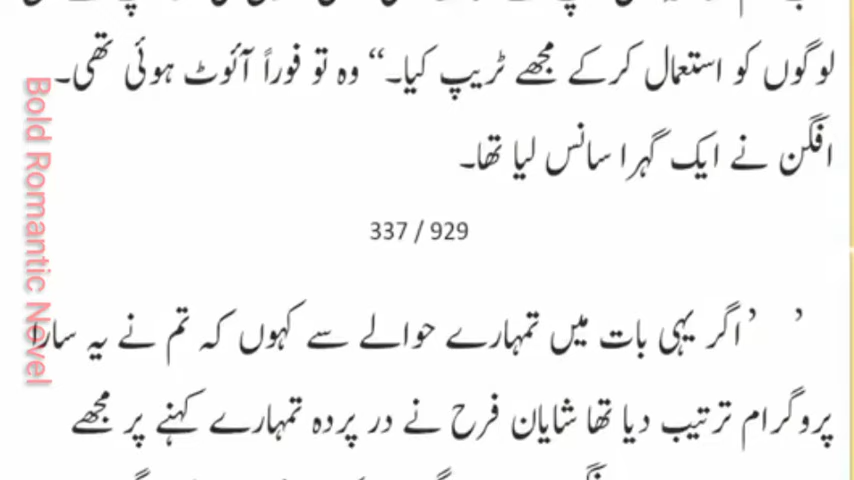 لوگوں کو استعمال کرکے مجھے ٹریپ کیا۔“ وہ تو فوراً آئوٹ ہوئی تھی۔
افگن نے ایک گہرا سانس لیا تھا۔
337 / 929
’ ’اگر یہی بات میں تمہارے حوالے سے کہوں کہ تم نے یہ سارا
پروگرام ترتیب دیا تھا شایان فرح نے در پردہ تمہارے کہنے پر مجھے
Bold Romantic Novel